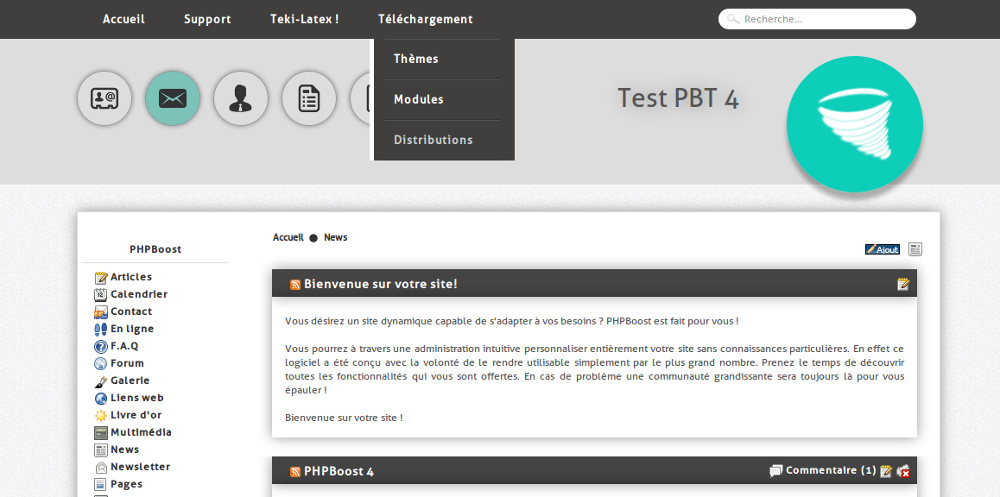 Accueil Support Teki-Latex ! Téléchargement Recherche...
Thèmes
Modules
Distributions
Test PBT 4
PHPBoost
Articles
Calendrier
Contact
En ligne
F.A.Q
Forum
Galerie
Liens web
Livre d'or
Multimédia
News
Newsletter
Pages
Accueil News
Ajout
Bienvenue sur votre site!
Vous désirez un site dynamique capable de s'adapter à vos besoins ? PHPBoost est fait pour vous !
Vous pourrez à travers une administration intuitive personnaliser entièrement votre site sans connaissances particulières. En effet ce
logiciel a été conçu avec la volonté de le rendre utilisable simplement par le plus grand nombre. Prenez le temps de découvrir
toutes les fonctionnalités qui vous sont offertes. En cas de problème une communauté grandissante sera toujours là pour vous
épauler !
Bienvenue sur votre site !
PHPBoost 4 Commentaire (1)